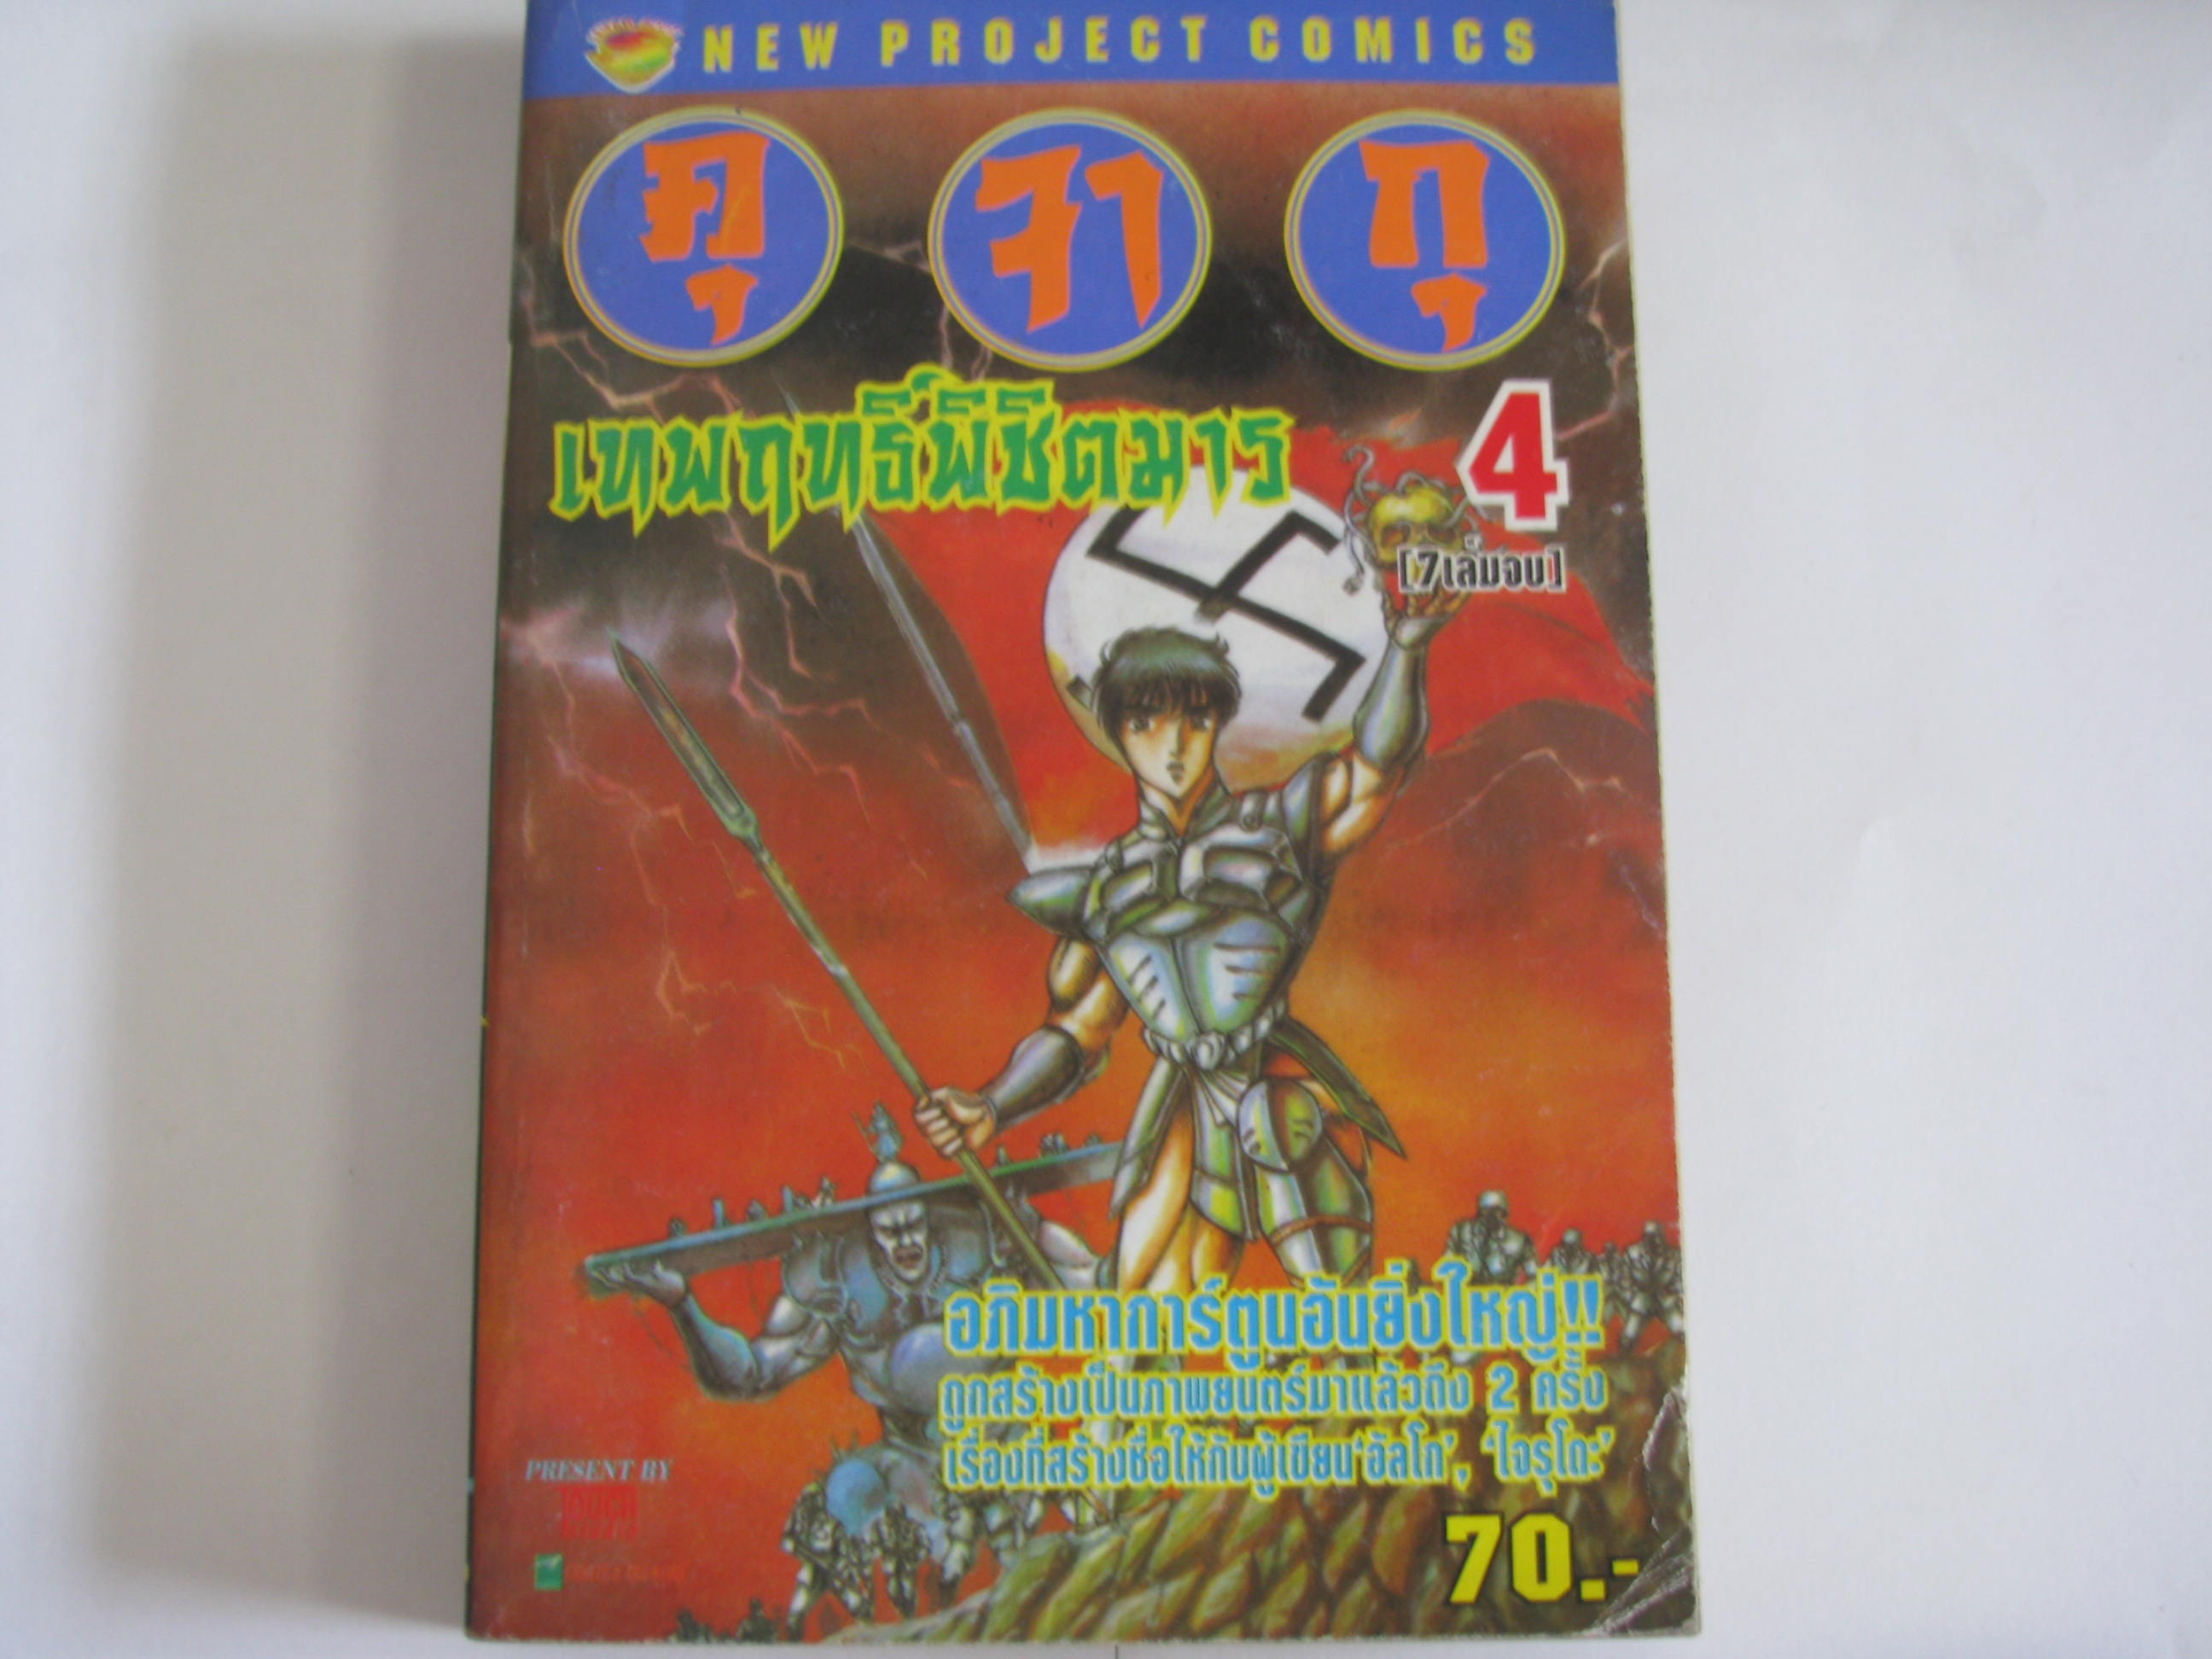 NEW PROJECT COMICS
คุ จา กุ
เทพฤทธิ์พิชิตมาร
4
[7เล่มจบ]
อภิมหาการ์ตูนอันยิ่งใหญ่!!
ถูกสร้างเป็นภาพยนตร์มาแล้วถึง 2 ครั้ง
เรื่องที่สร้างชื่อให้กับผู้เขียน‘อัลโก’, ‘ไจรุโดะ’
PRESENT BY
70.-